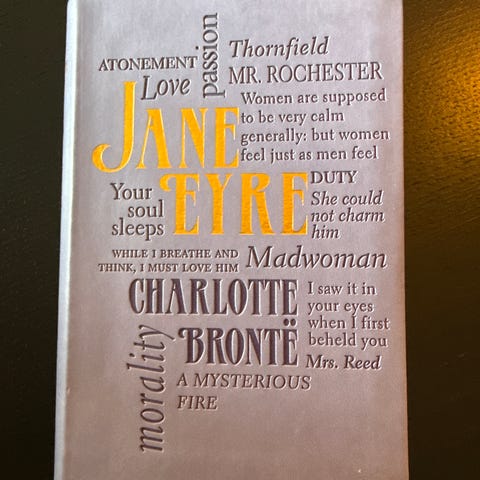 passion
ATONEMENT
Love
Thornfield
MR. ROCHESTER
JANE
EYRE
Women are supposed
to be very calm
generally: but women
feel just as men feel
Your
soul
sleeps
DUTY
She could
not charm
him
WHILE I BREATHE AND
THINK, I MUST LOVE HIM
Madwoman
CHARLOTTE
BRONTË
I saw it in
your eyes
when I first
beheld you
Mrs. Reed
morality
A MYSTERIOUS
FIRE